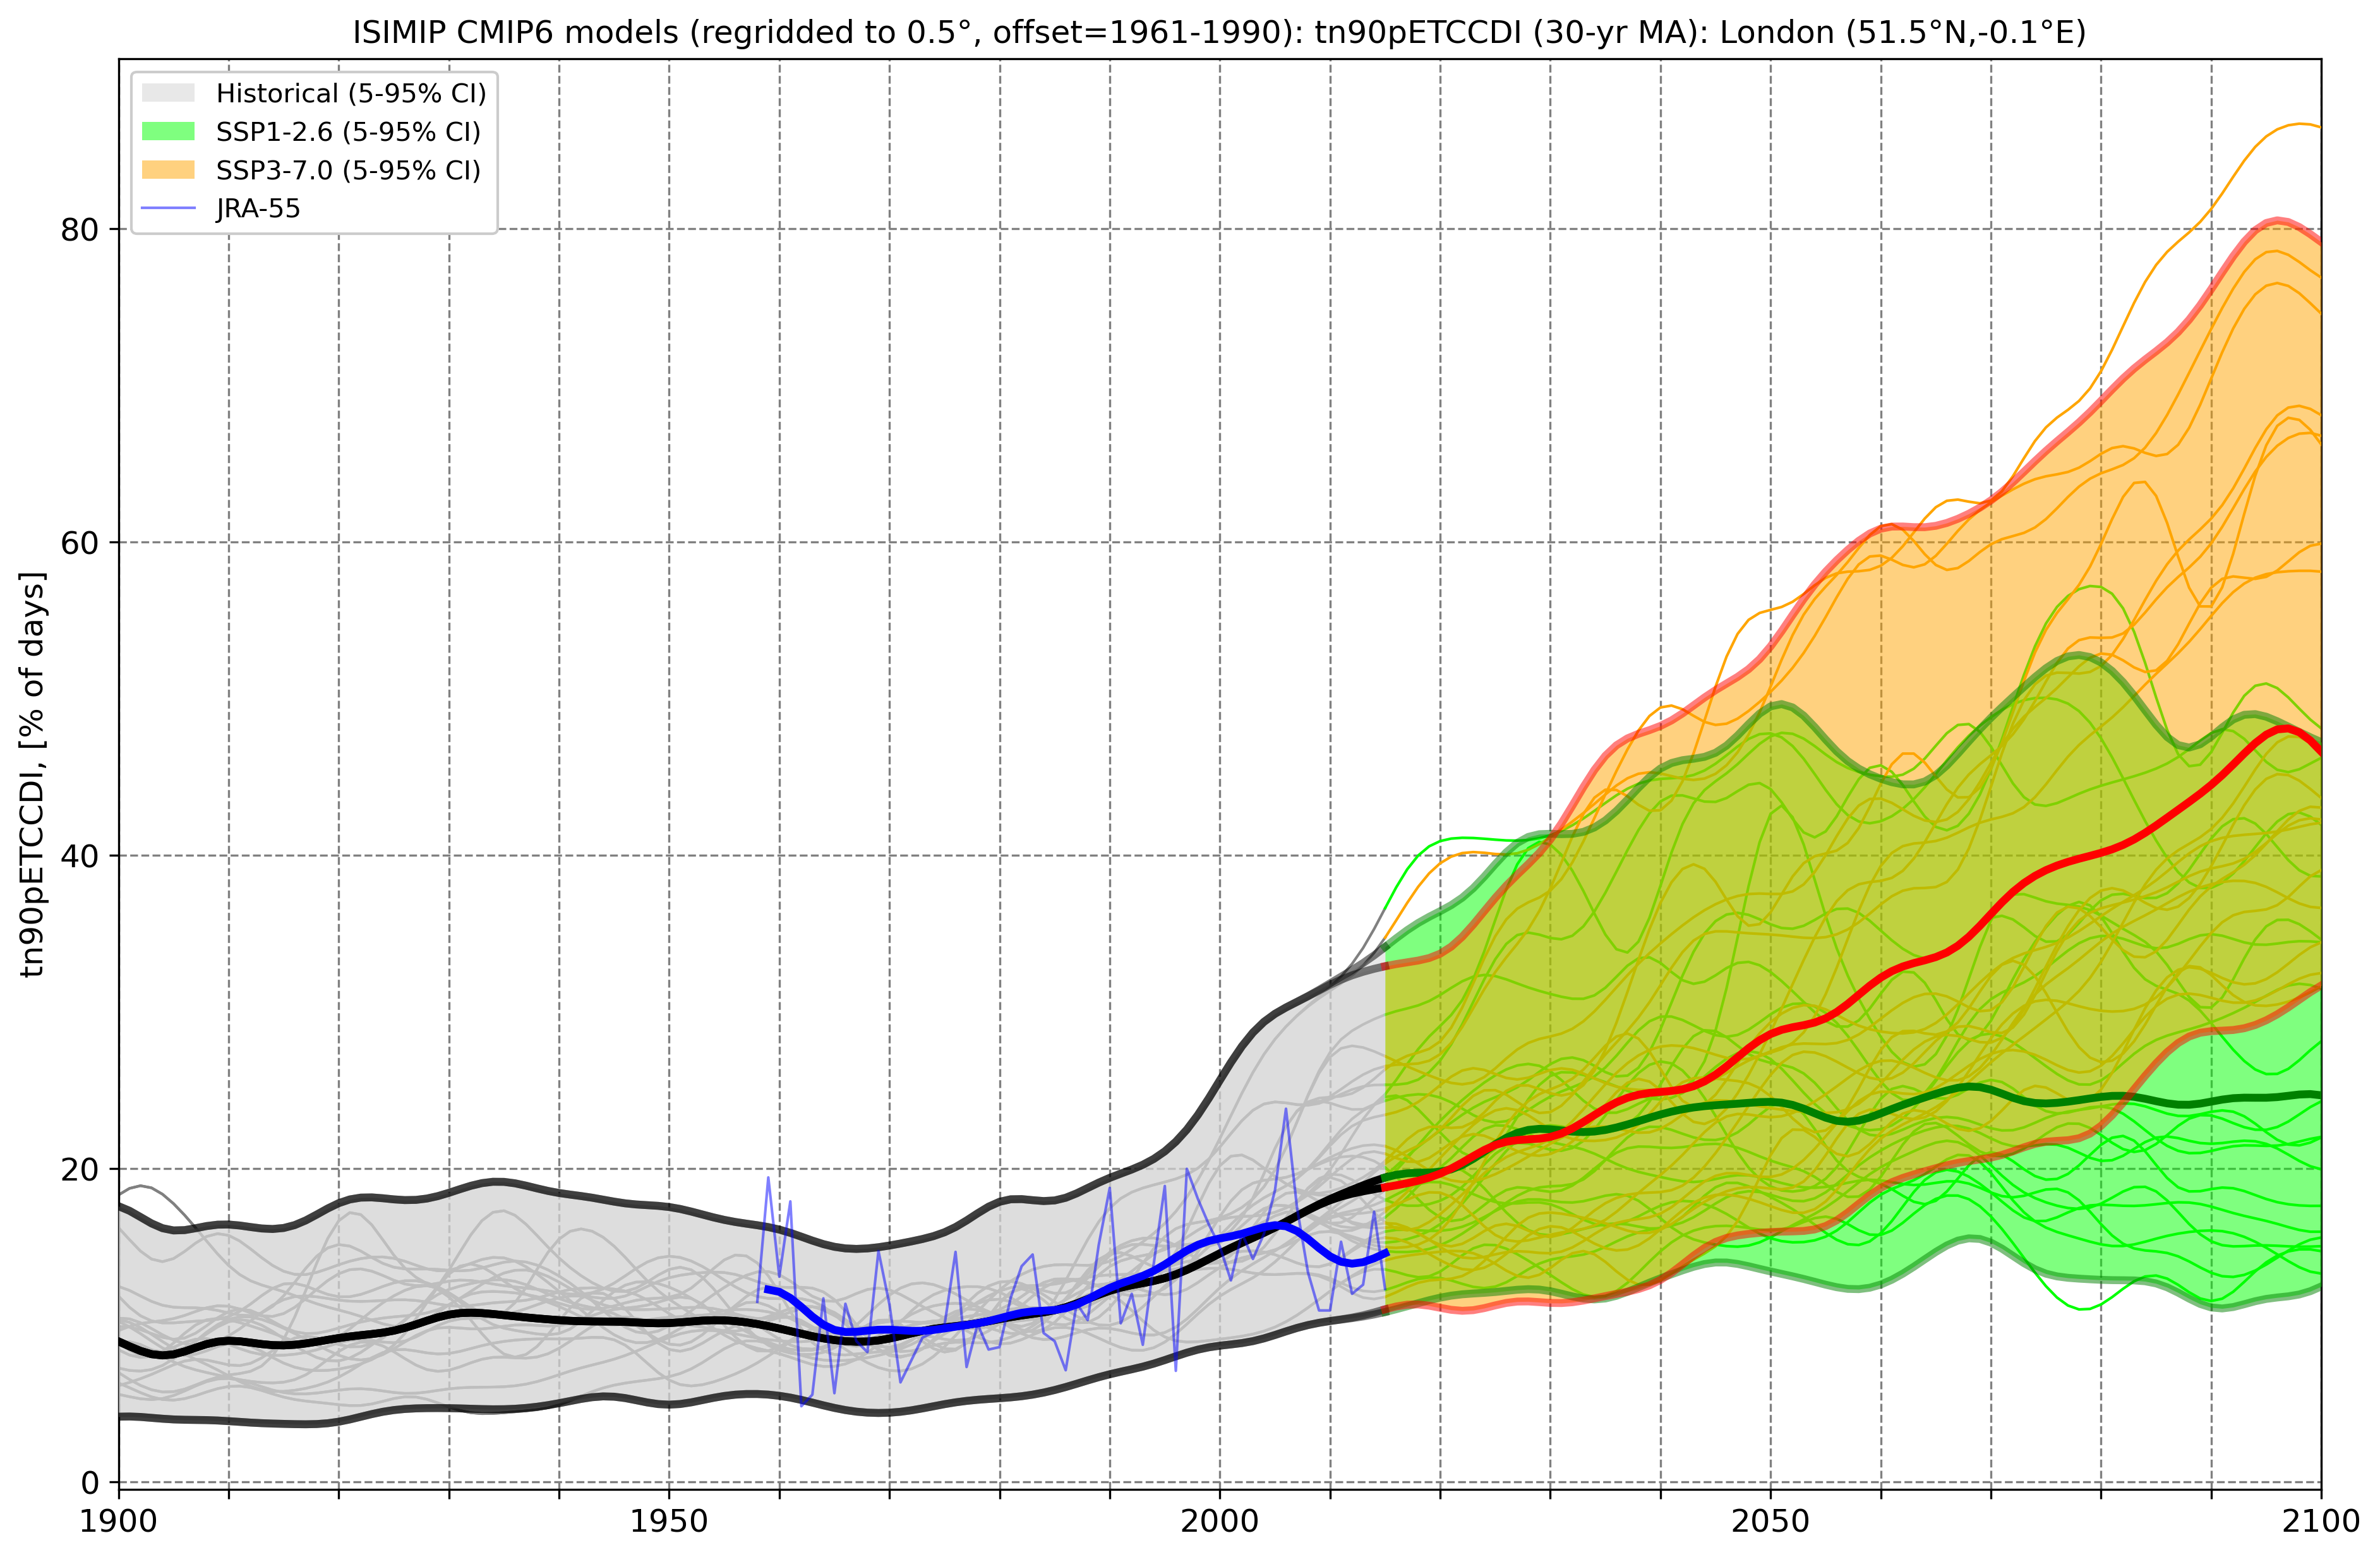 ISIMIP CMIP6 models (regridded to 0.5°, offset=1961-1990): tn90pETCCDI (30-yr MA): London (51.5°N,-0.1°E)
Historical (5-95% CI)
SSP1-2.6 (5-95% CI)
SSP3-7.0 (5-95% CI)
JRA-55
tn90pETCCDI, [% of days]
80
60
40
20
0
1900 1950 2000 2050 2100